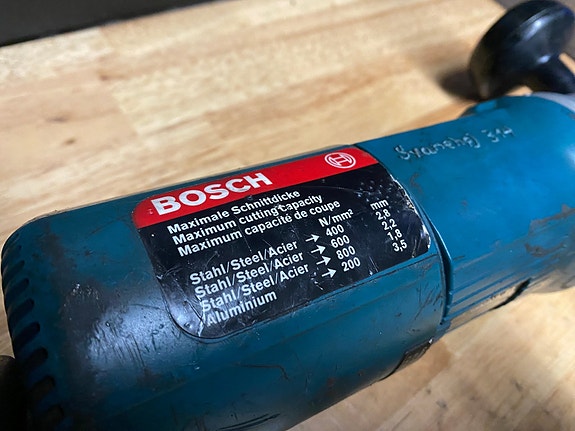 BOSCH
Maximale Schnittdicke
Maximum cutting capacity
Maximum capacité de coupe
N/mm² mm
Stahl/Steel/Acier → 400 2,8
Stahl/Steel/Acier → 600 2,2
Stahl/Steel/Acier → 800 1,8
Aluminium → 200 3,5
Svanehøj